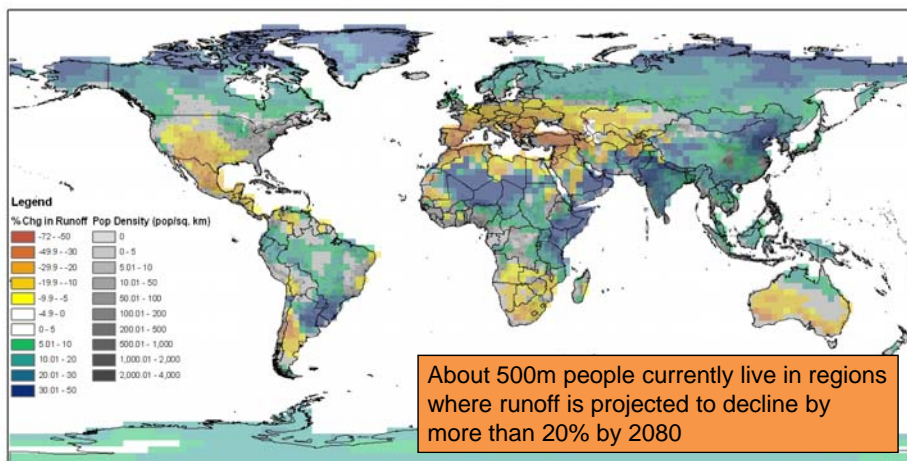 Legend
% Chg in Runoff Pop Density (pop/sq. km)
-72 - -50 0
-49.9 - -30 0 - 5
-29.9 - -20 5.01 - 10
-19.9 - -10 10.01 - 50
-9.9 - -5 50.01 - 100
-4.9 - 0 100.01 - 200
0 - 5 200.01 - 500
5.01 - 10 500.01 - 1,000
10.01 - 20 1,000.01 - 2,000
20.01 - 30 2,000.01 - 4,000
30.01 - 50
About 500m people currently live in regions
where runoff is projected to decline by
more than 20% by 2080